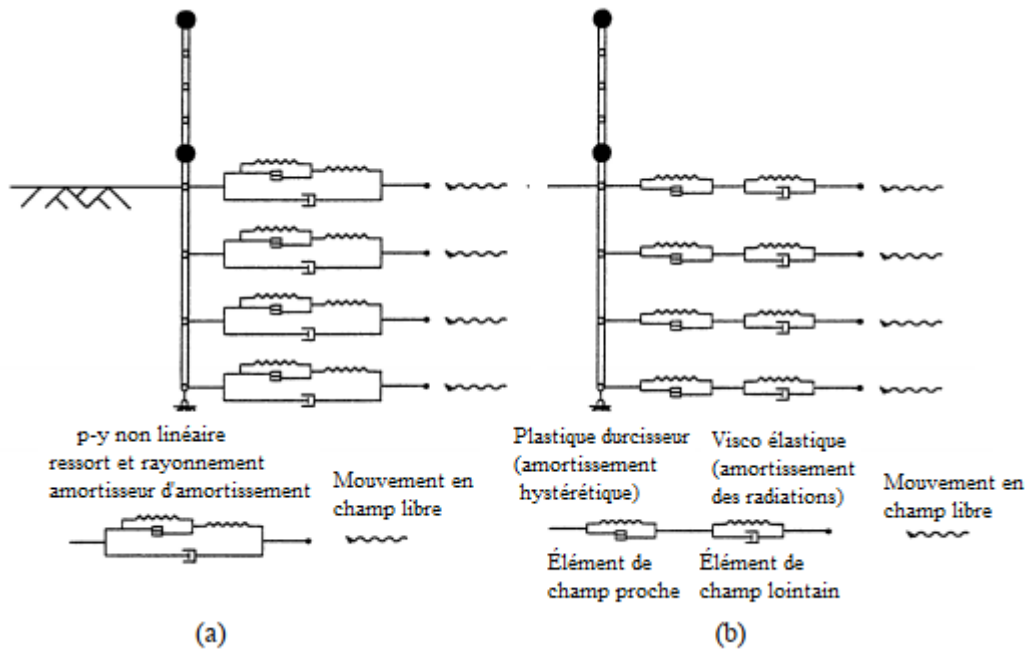 p-y non linéaire
ressort et rayonnement
amortisseur d'amortissement
Mouvement en
champ libre
(a)
Plastique durcisseur
(amortissement
hystérétique)
Visco élastique
(amortissement
des radiations)
Mouvement en
champ libre
Élément de
champ proche
Élément de
champ lointain
(b)